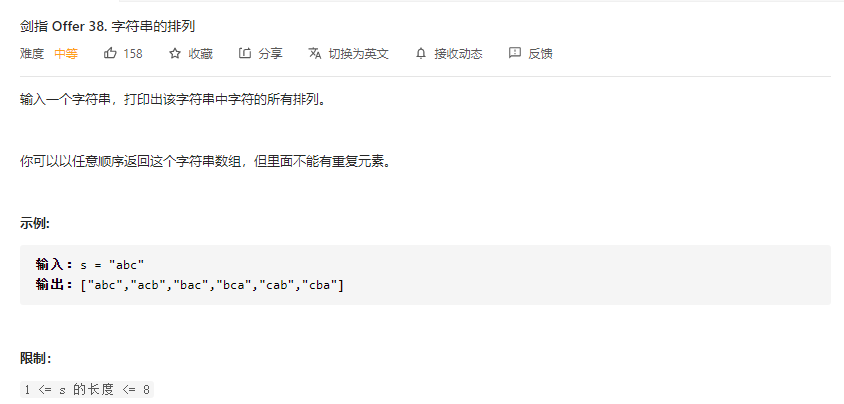 剑指 Offer 38. 字符串的排列
难度 中等 158 收藏 分享 切换为英文 接收动态 反馈
输入一个字符串，打印出该字符串中字符的所有排列。
你可以以任意顺序返回这个字符串数组，但里面不能有重复元素。
示例:
输入：s = "abc"
输出：["abc","acb","bac","bca","cab","cba"]
限制：
1 <= s 的长度 <= 8